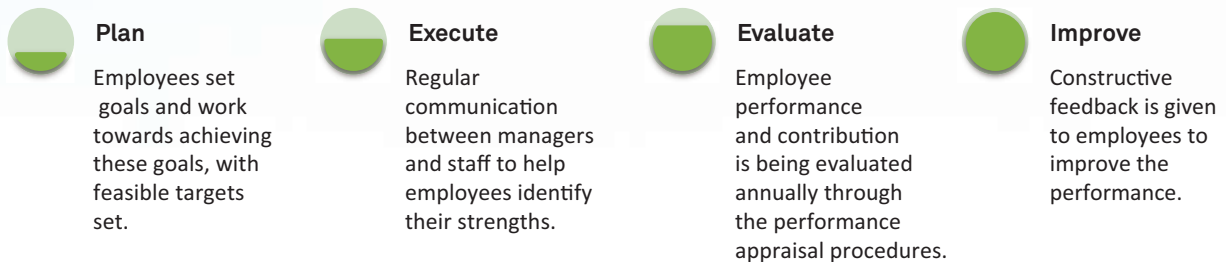 Plan
Employees set
goals and work
towards achieving
these goals, with
feasible targets
set.
Execute
Regular
communication
between managers
and staff to help
employees identify
their strengths.
Evaluate
Employee
performance
and contribution
is being evaluated
annually through
the performance
appraisal procedures.
Improve
Constructive
feedback is given
to employees to
improve the
performance.